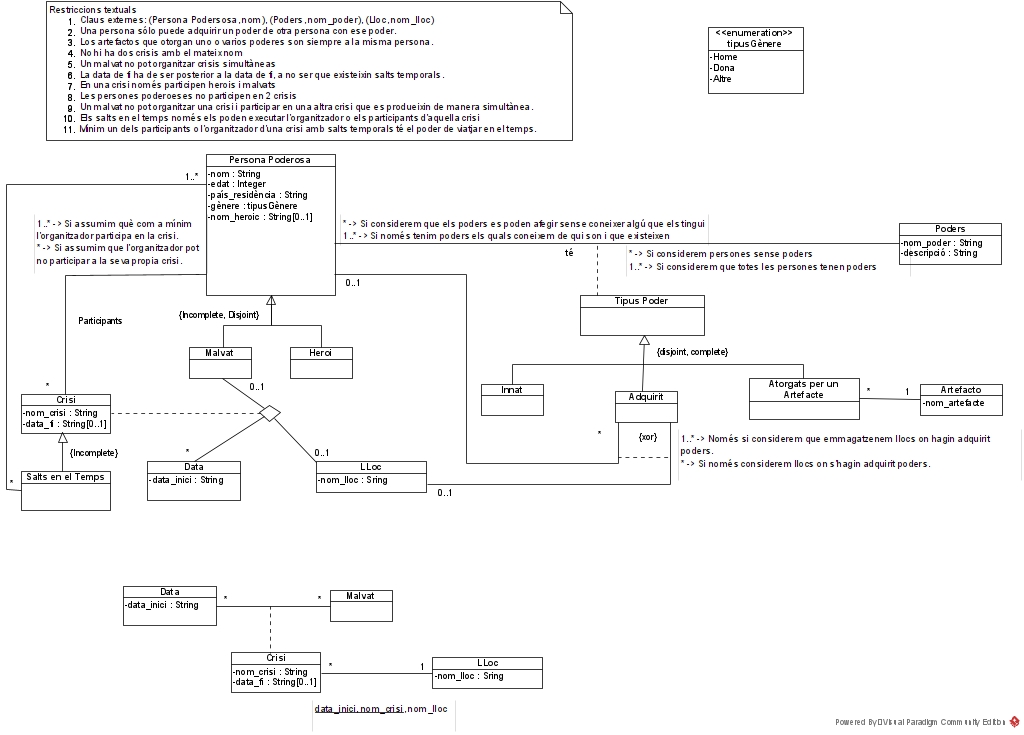 Restriccions textuals
1. Claus externes: (Persona Podersosa, nom), (Poders, nom_poder), (Lloc, nom_lloc)
2. Una persona sólo puede adquirir un poder de otra persona con ese poder.
3. Los artefactos que otorgan uno o varios poderes son siempre a la misma persona.
4. No hi ha dos crisis amb el mateix nom
5. Un malvat no pot organitzar crisis simultáneas
6. La data de fi ha de ser posterior a la data de fi, a no ser que existeixin salts temporals.
7. En una crisi només participen herois i malvats
8. Les persones poderoeses no participen en 2 crisis
9. Un malvat no pot organitzar una crisi i participar en una altra crisi que es produeixin de manera simultànea.
10. Els salts en el temps només els poden executar l'organitzador o els participants d'aquella crisi
11. Mínim un dels participants o l'organitzador d'una crisi amb salts temporals té el poder de viatjar en el temps.
<<enumeration>>
tipusGènere
-Home
-Dona
-Altre
Persona Poderosa
-nom : String
-edat : Integer
-país_residència : String
-gènere : tipusGènere
-nom_heroic : String[0..1]
1..*
1..* -> Si assumim què com a mínim
l'organitzador participa en la crisi.
* -> Si assumim que l'organitzador pot
no participar a la seva propia crisi.
* -> Si considerem que els poders es poden afegir sense coneixer algú que els tingui
1..* -> Si només tenim poders els quals coneixem de qui son i que existeixen
té
* -> Si considerem persones sense poders
1..* -> Si considerem que totes les persones tenen poders
Poders
-nom_poder : String
-descripció : String
0..1
Tipus Poder
{disjoint, complete}
{Incomplete, Disjoint}
Participants
Malvat
Heroi
0..1
*
Crisi
-nom_crisi : String
-data_fi : String[0..1]
{Incomplete}
Salts en el Temps
*
*
Data
-data_inici : String
0..1
LLoc
-nom_lloc : Sring
0..1
Innat
Adquirit
*
{xor}
Atorgats per un
Artefacte
*
1
Artefacto
-nom_artefacte
1..* -> Només si considerem que emmagatzenem llocs on hagin adquirit
poders.
* -> Si només considerem llocs on s'hagin adquirit poders.
Data
-data_inici : String
*
*
Malvat
Crisi
-nom_crisi : String
-data_fi : String[0..1]
*
1
LLoc
-nom_lloc : Sring
data_inici, nom_crisi, nom_lloc
Powered By Visual Paradigm Community Edition